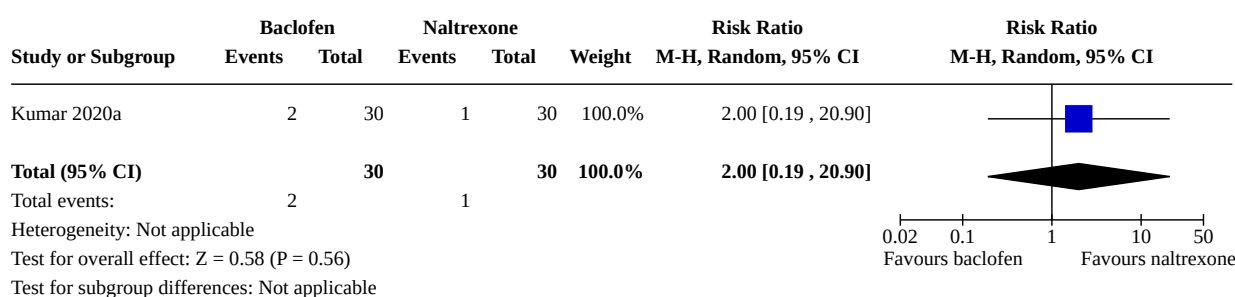 Baclofen Naltrexone Risk Ratio Risk Ratio
Study or Subgroup Events Total Events Total Weight M-H, Random, 95% CI M-H, Random, 95% CI
Kumar 2020a 2 30 1 30 100.0% 2.00 [0.19 , 20.90]
Total (95% CI) 30 30 100.0% 2.00 [0.19 , 20.90]
Total events: 2 1
Heterogeneity: Not applicable
0.02 0.1 1 10 50
Test for overall effect: Z = 0.58 (P = 0.56)
Favours baclofen Favours naltrexone
Test for subgroup differences: Not applicable